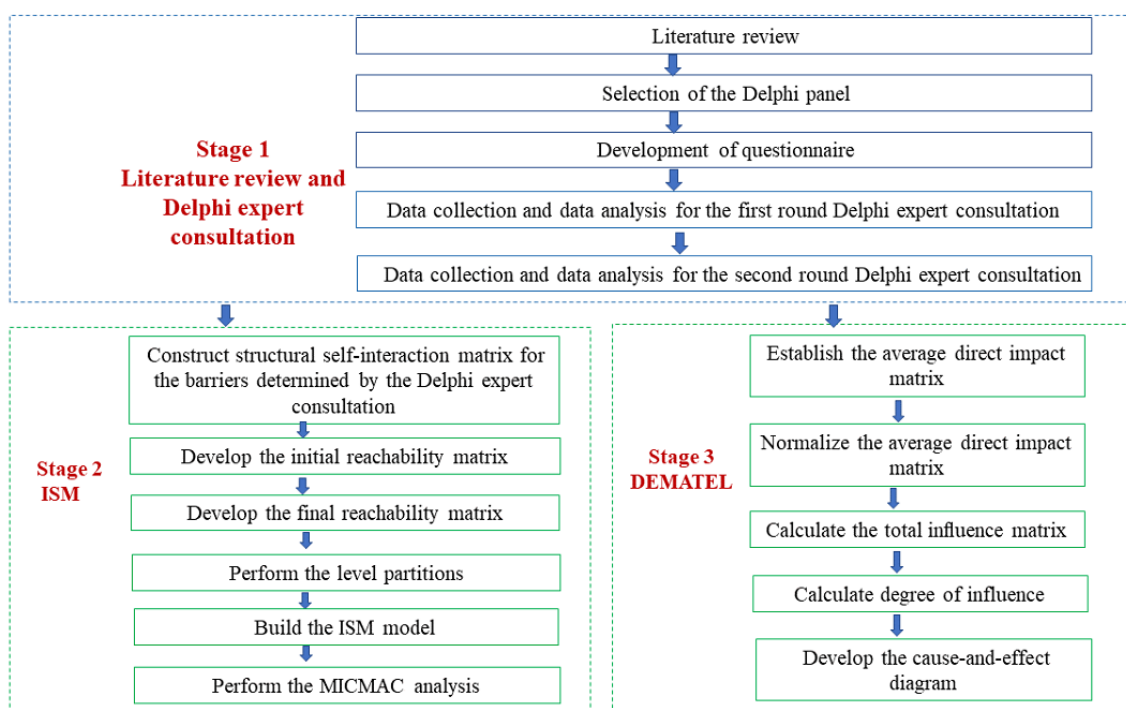 Literature review
Selection of the Delphi panel
Development of questionnaire
Data collection and data analysis for the first round Delphi expert consultation
Data collection and data analysis for the second round Delphi expert consultation
Stage 1
Literature review and
Delphi expert
consultation
Construct structural self-interaction matrix for
the barriers determined by the Delphi expert
consultation
Develop the initial reachability matrix
Develop the final reachability matrix
Perform the level partitions
Build the ISM model
Perform the MICMAC analysis
Stage 2
ISM
Establish the average direct impact
matrix
Normalize the average direct impact
matrix
Calculate the total influence matrix
Calculate degree of influence
Develop the cause-and-effect
diagram
Stage 3
DEMATEL